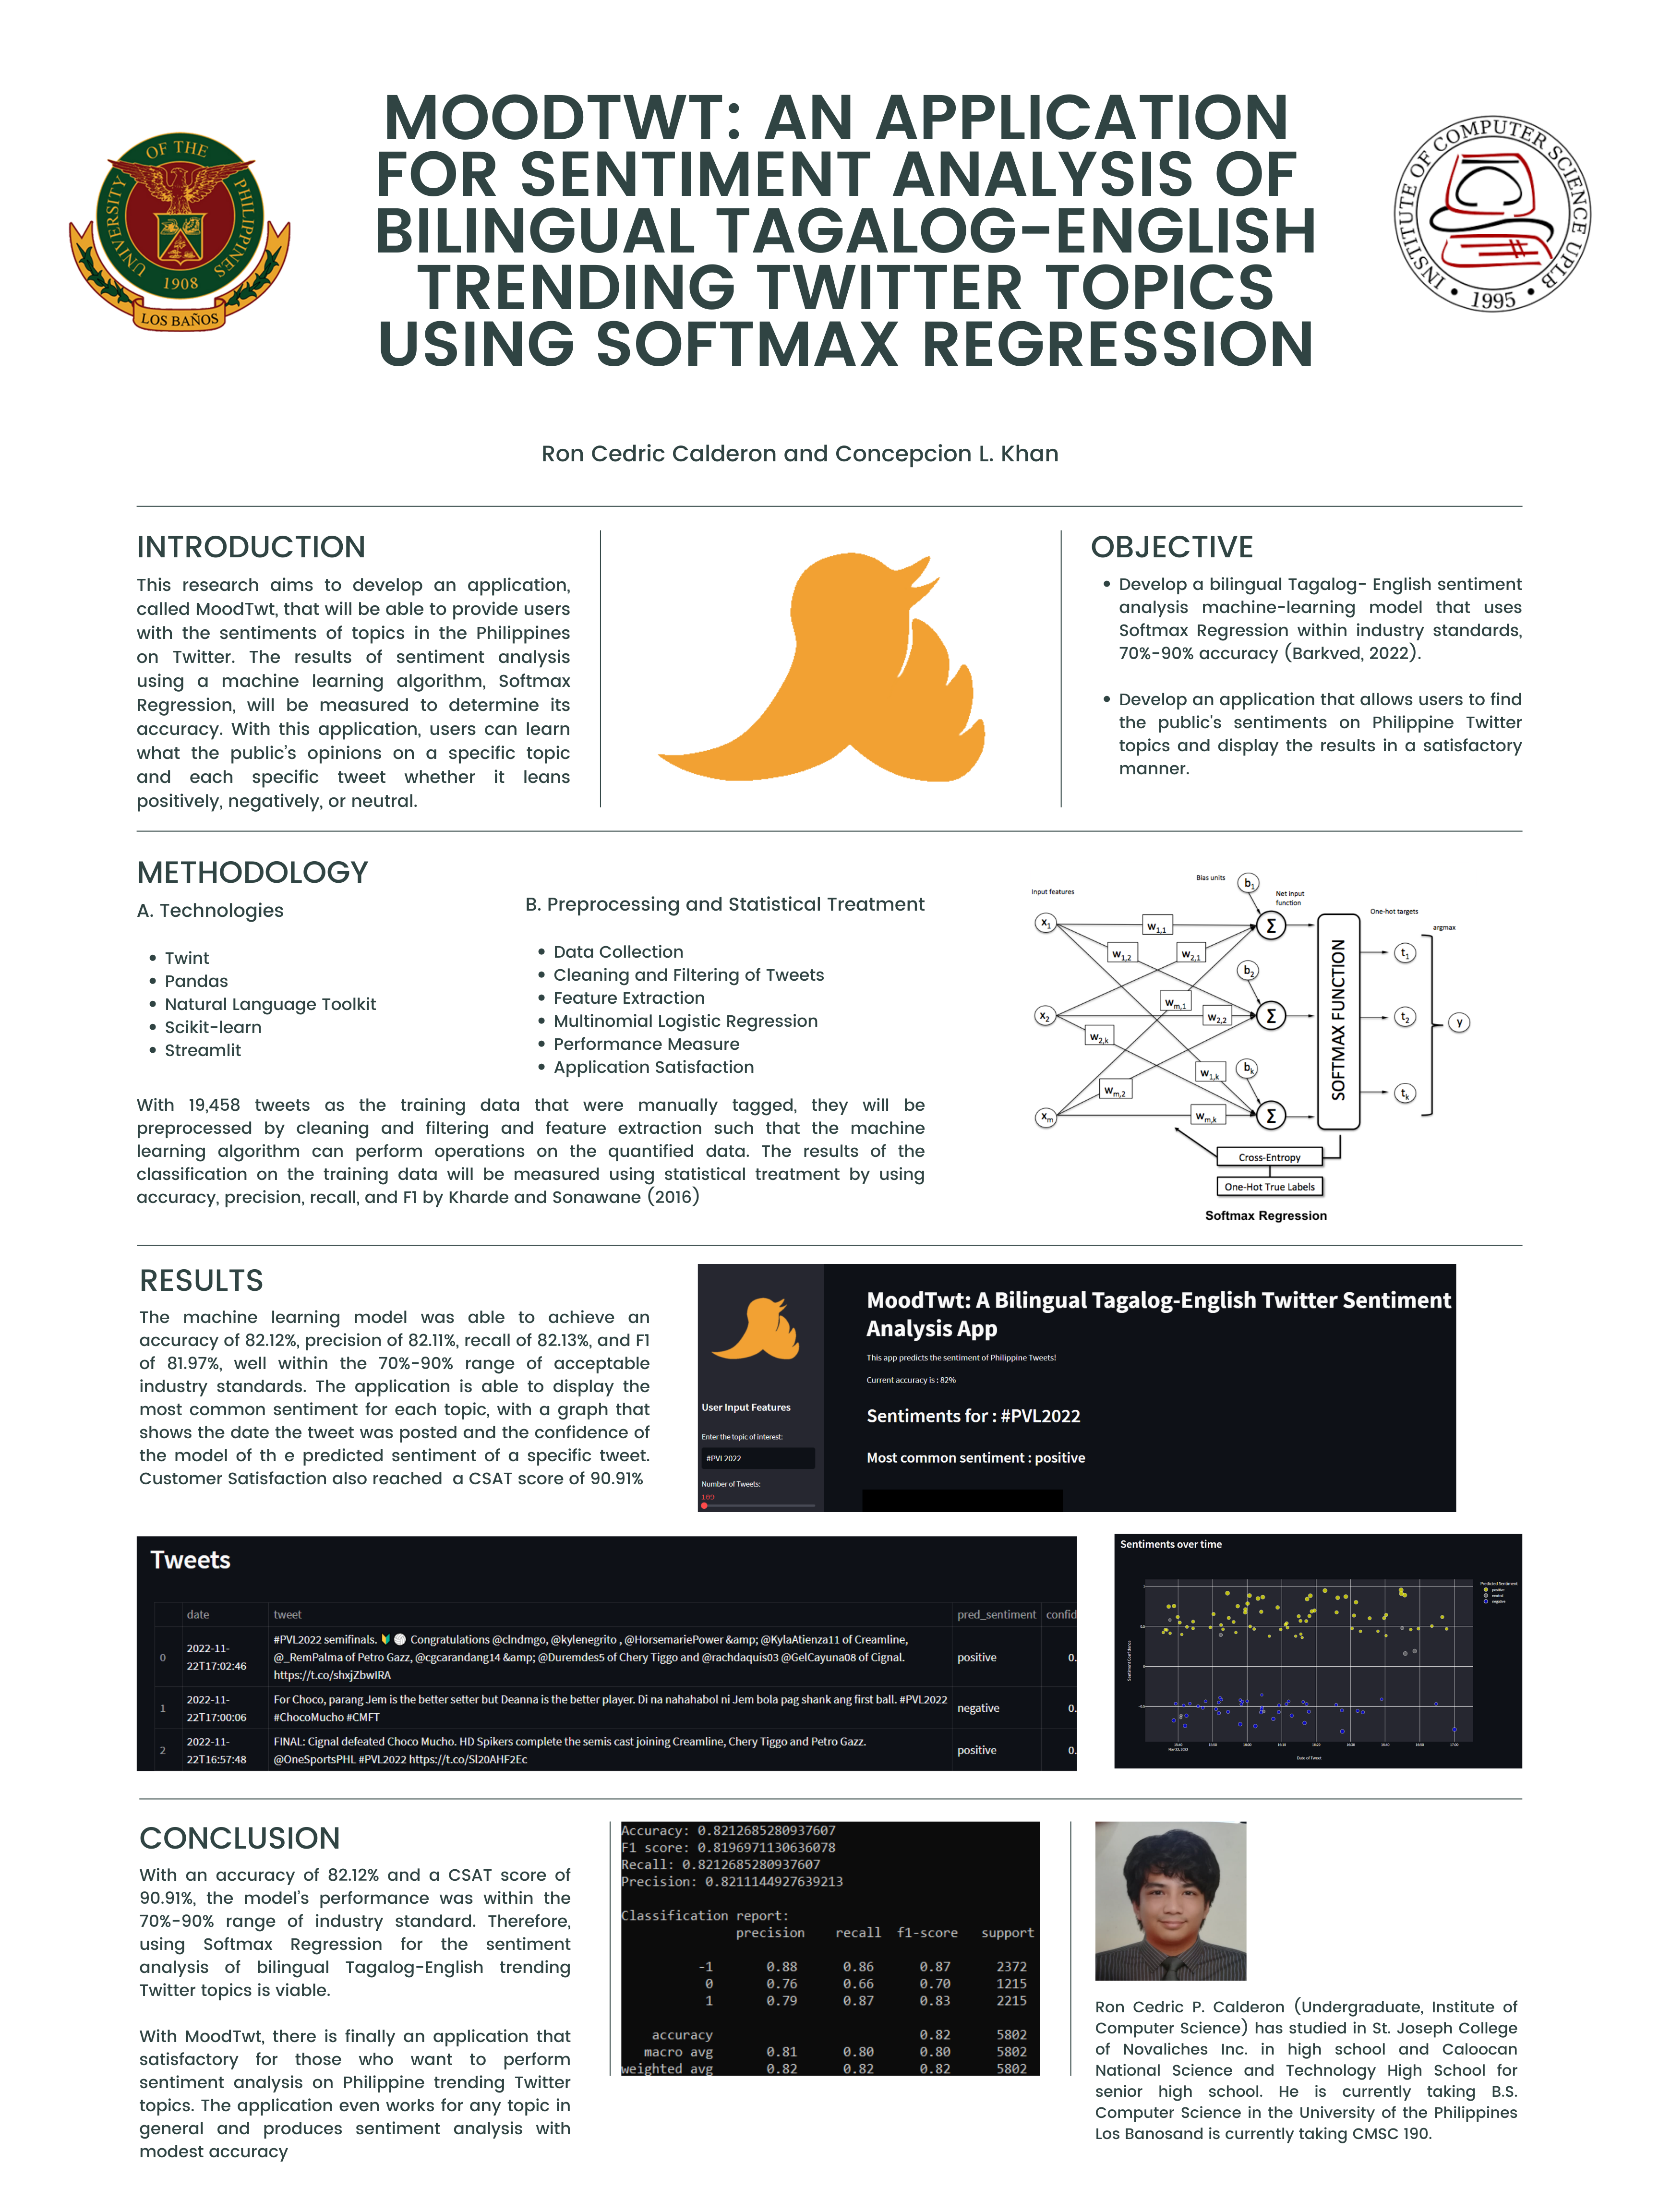 MOODTWT: AN APPLICATION
FOR SENTIMENT ANALYSIS OF
BILINGUAL TAGALOG-ENGLISH
TRENDING TWITTER TOPICS
USING SOFTMAX REGRESSION
UNIVERSITY OF THE PHILIPPINES
1908
LOS BAÑOS
INSTITUTE OF COMPUTER SCIENCE UPLB
• 1995 •
Ron Cedric Calderon and Concepcion L. Khan
INTRODUCTION
This research aims to develop an application,
called MoodTwt, that will be able to provide users
with the sentiments of topics in the Philippines
on Twitter. The results of sentiment analysis
using a machine learning algorithm, Softmax
Regression, will be measured to determine its
accuracy. With this application, users can learn
what the public's opinions on a specific topic
and each specific tweet whether it leans
positively, negatively, or neutral.
OBJECTIVE
• Develop a bilingual Tagalog- English sentiment
analysis machine-learning model that uses
Softmax Regression within industry standards,
70%-90% accuracy (Barkved, 2022).
• Develop an application that allows users to find
the public's sentiments on Philippine Twitter
topics and display the results in a satisfactory
manner.
METHODOLOGY
A. Technologies
• Twint
• Pandas
• Natural Language Toolkit
• Scikit-learn
• Streamlit
B. Preprocessing and Statistical Treatment
• Data Collection
• Cleaning and Filtering of Tweets
• Feature Extraction
• Multinomial Logistic Regression
• Performance Measure
• Application Satisfaction
With 19,458 tweets as the training data that were manually tagged, they will be
preprocessed by cleaning and filtering and feature extraction such that the machine
learning algorithm can perform operations on the quantified data. The results of the
classification on the training data will be measured using statistical treatment by using
accuracy, precision, recall, and F1 by Kharde and Sonawane (2016)
Input features
Bias units
Net input
function
One-hot targets
argmax
b1
x1
w1,1
Σ
w1,2
w2,1
t1
b2
wm,1
x2
w2,2
Σ
t2
y
w2,k
w1,k
bk
wm,2
tk
xm
wm,k
Σ
SOFTMAX FUNCTION
Cross-Entropy
One-Hot True Labels
Softmax Regression
RESULTS
The machine learning model was able to achieve an
accuracy of 82.12%, precision of 82.11%, recall of 82.13%, and F1
of 81.97%, well within the 70%-90% range of acceptable
industry standards. The application is able to display the
most common sentiment for each topic, with a graph that
shows the date the tweet was posted and the confidence of
the model of th e predicted sentiment of a specific tweet.
Customer Satisfaction also reached a CSAT score of 90.91%
User Input Features
Enter the topic of interest:
#PVL2022
Number of Tweets:
109
MoodTwt: A Bilingual Tagalog-English Twitter Sentiment
Analysis App
This app predicts the sentiment of Philippine Tweets!
Current accuracy is : 82%
Sentiments for : #PVL2022
Most common sentiment : positive
Tweets
date tweet pred_sentiment confid
0 2022-11-22T17:02:46 #PVL2022 semifinals. 🔰 🏐 Congratulations @clndmgo, @kylenegrito , @HorsemariePower &amp; @KylaAtienza11 of Creamline,
@_RemPalma of Petro Gazz, @cgcarandang14 &amp; @Duremdes5 of Chery Tiggo and @rachdaquis03 @GelCayuna08 of Cignal. positive 0.
https://t.co/shxjZbwIRA
1 2022-11-22T17:00:06 For Choco, parang Jem is the better setter but Deanna is the better player. Di na nahahabol ni Jem bola pag shank ang first ball. #PVL2022 negative 0.
#ChocoMucho #CMFT
2 2022-11-22T16:57:48 FINAL: Cignal defeated Choco Mucho. HD Spikers complete the semis cast joining Creamline, Chery Tiggo and Petro Gazz. positive 0.
@OneSportsPHL #PVL2022 https://t.co/Sl20AHF2Ec
Sentiments over time
Predicted Sentiment
positive
neutral
negative
Sentiment Confidence
Date of Tweet
CONCLUSION
With an accuracy of 82.12% and a CSAT score of
90.91%, the model's performance was within the
70%-90% range of industry standard. Therefore,
using Softmax Regression for the sentiment
analysis of bilingual Tagalog-English trending
Twitter topics is viable.
With MoodTwt, there is finally an application that
satisfactory for those who want to perform
sentiment analysis on Philippine trending Twitter
topics. The application even works for any topic in
general and produces sentiment analysis with
modest accuracy
Accuracy: 0.8212685280937607
F1 score: 0.8196971130636078
Recall: 0.8212685280937607
Precision: 0.8211144927639213
Classification report:
precision recall f1-score support
-1 0.88 0.86 0.87 2372
0 0.76 0.66 0.70 1215
1 0.79 0.87 0.83 2215
accuracy 0.82 5802
macro avg 0.81 0.80 0.80 5802
weighted avg 0.82 0.82 0.82 5802
Ron Cedric P. Calderon (Undergraduate, Institute of
Computer Science) has studied in St. Joseph College
of Novaliches Inc. in high school and Caloocan
National Science and Technology High School for
senior high school. He is currently taking B.S.
Computer Science in the University of the Philippines
Los Banosand is currently taking CMSC 190.